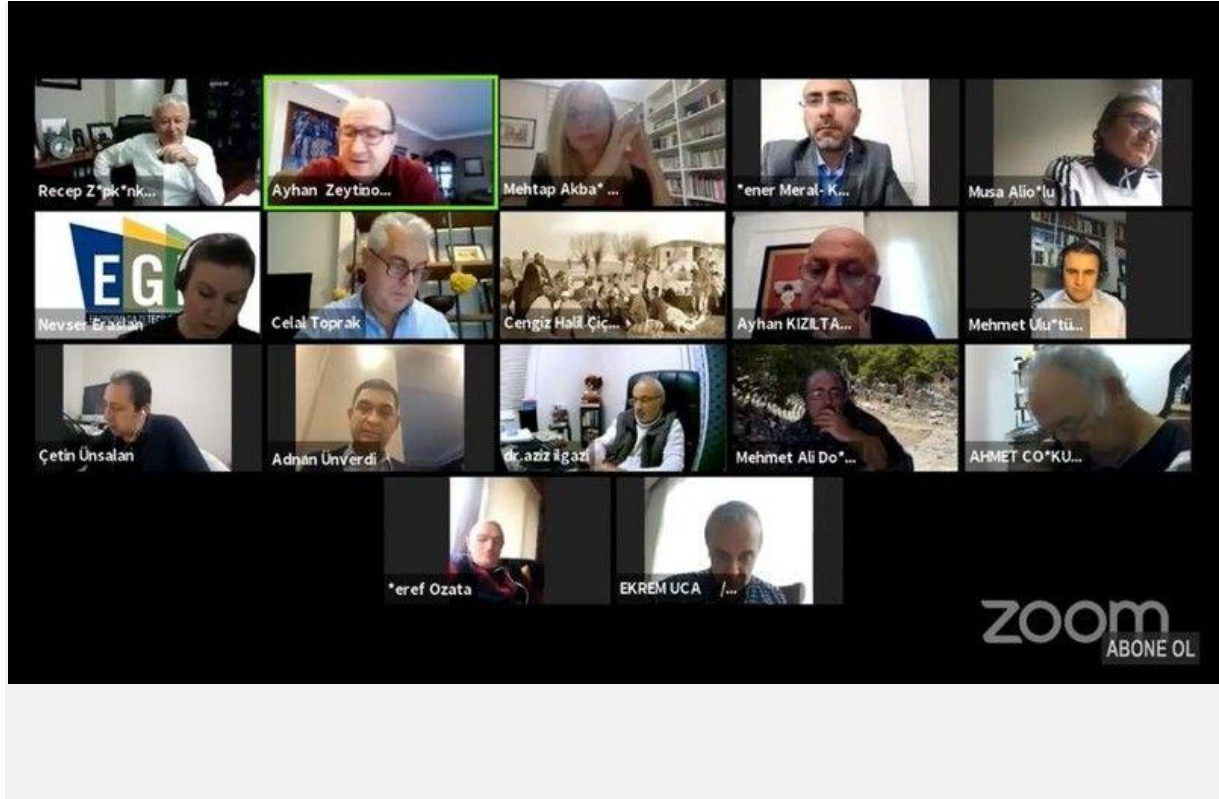 Recep Z*pk*nk...
Ayhan Zeytino...
Mehtap Akba* ...
*ener Meral- K...
Musa Alio*lu
EG
Nevser Eraslan
Celal Toprak
Cengiz Halil Çiç...
Ayhan KIZILTA...
Mehmet Ulu*tü...
Çetin Ünsalan
Adnan Ünverdi
dr.aziz ilgazi
Mehmet Ali Do*...
AHMET CO*KU...
*eref Ozata
EKREM UCA /...
zoom
ABONE OL